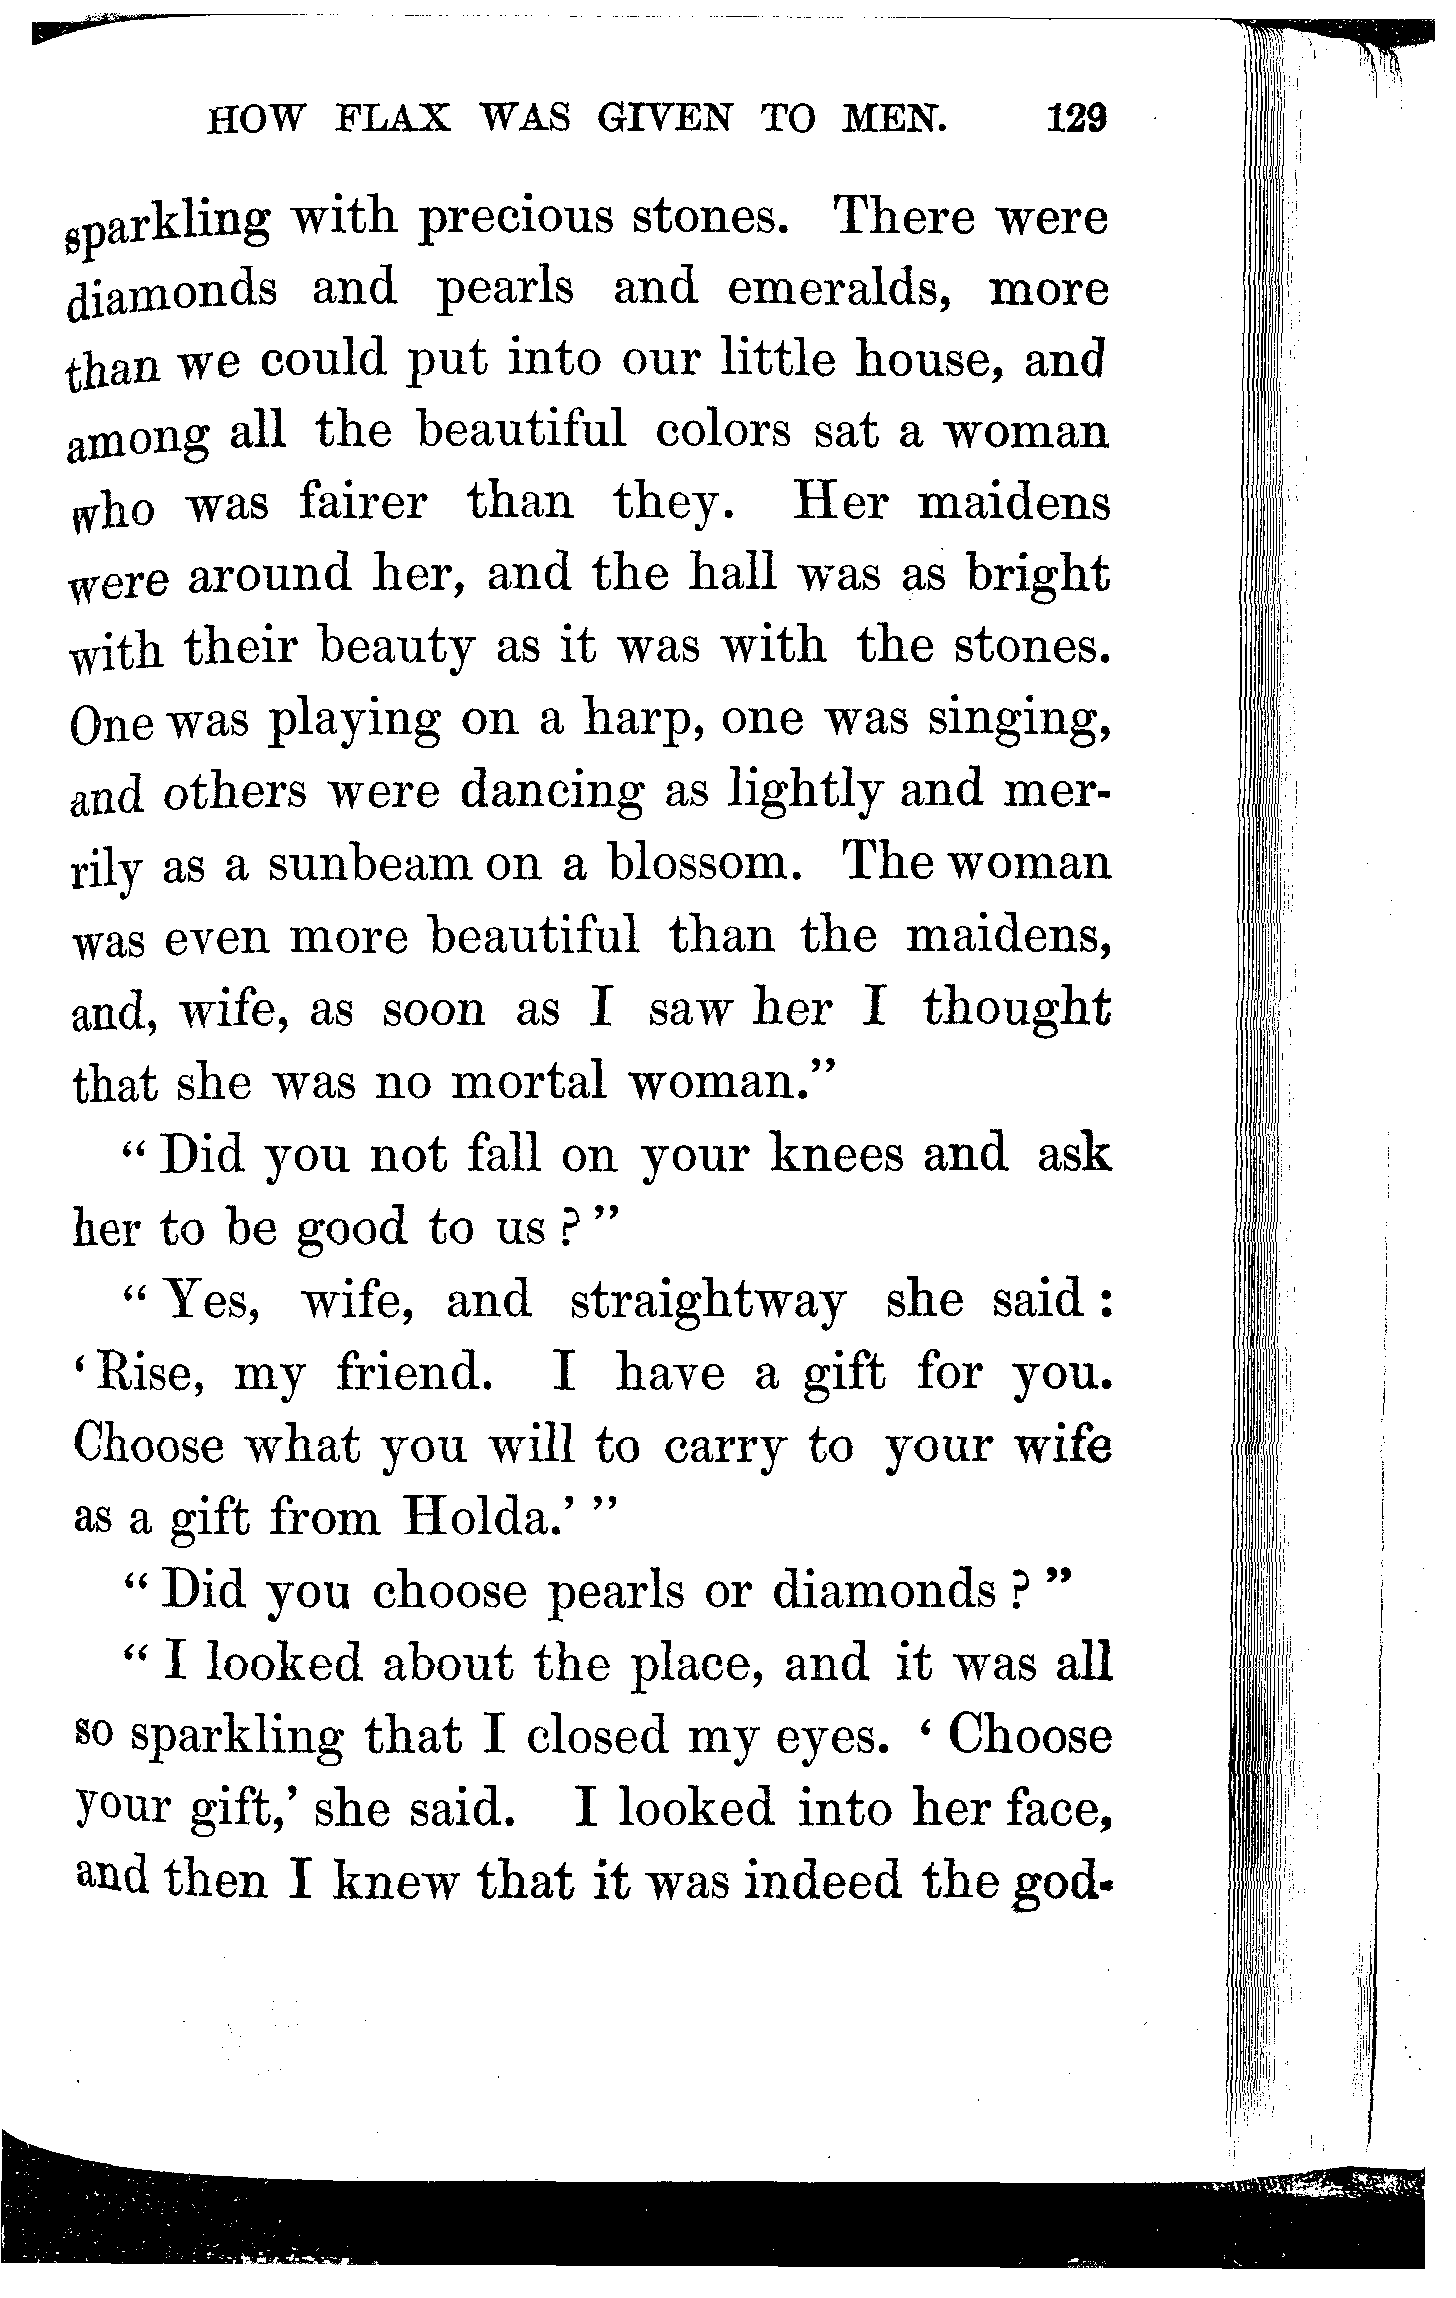 HOW FLAX WAS GIVEN TO MEN. 129
sparkling with precious stones. There were
diamonds and pearls and emeralds, more
than we could put into our little house, and
among all the beautiful colors sat a woman
who was fairer than they. Her maidens
were around her, and the hall was as bright
with their beauty as it was with the stones.
One was playing on a harp, one was singing,
and others were dancing as lightly and mer-
rily as a sunbeam on a blossom. The woman
was even more beautiful than the maidens,
and, wife, as soon as I saw her I thought
that she was no mortal woman.”
“ Did you not fall on your knees and ask
her to be good to us ? ”
“ Yes, wife, and straightway she said :
‘ Rise, my friend. I have a gift for you.
Choose what you will to carry to your wife
as a gift from Holda.’ ”
“ Did you choose pearls or diamonds ? ”
“ I looked about the place, and it was all
so sparkling that I closed my eyes. ‘ Choose
your gift,’ she said. I looked into her face,
and then I knew that it was indeed the god-